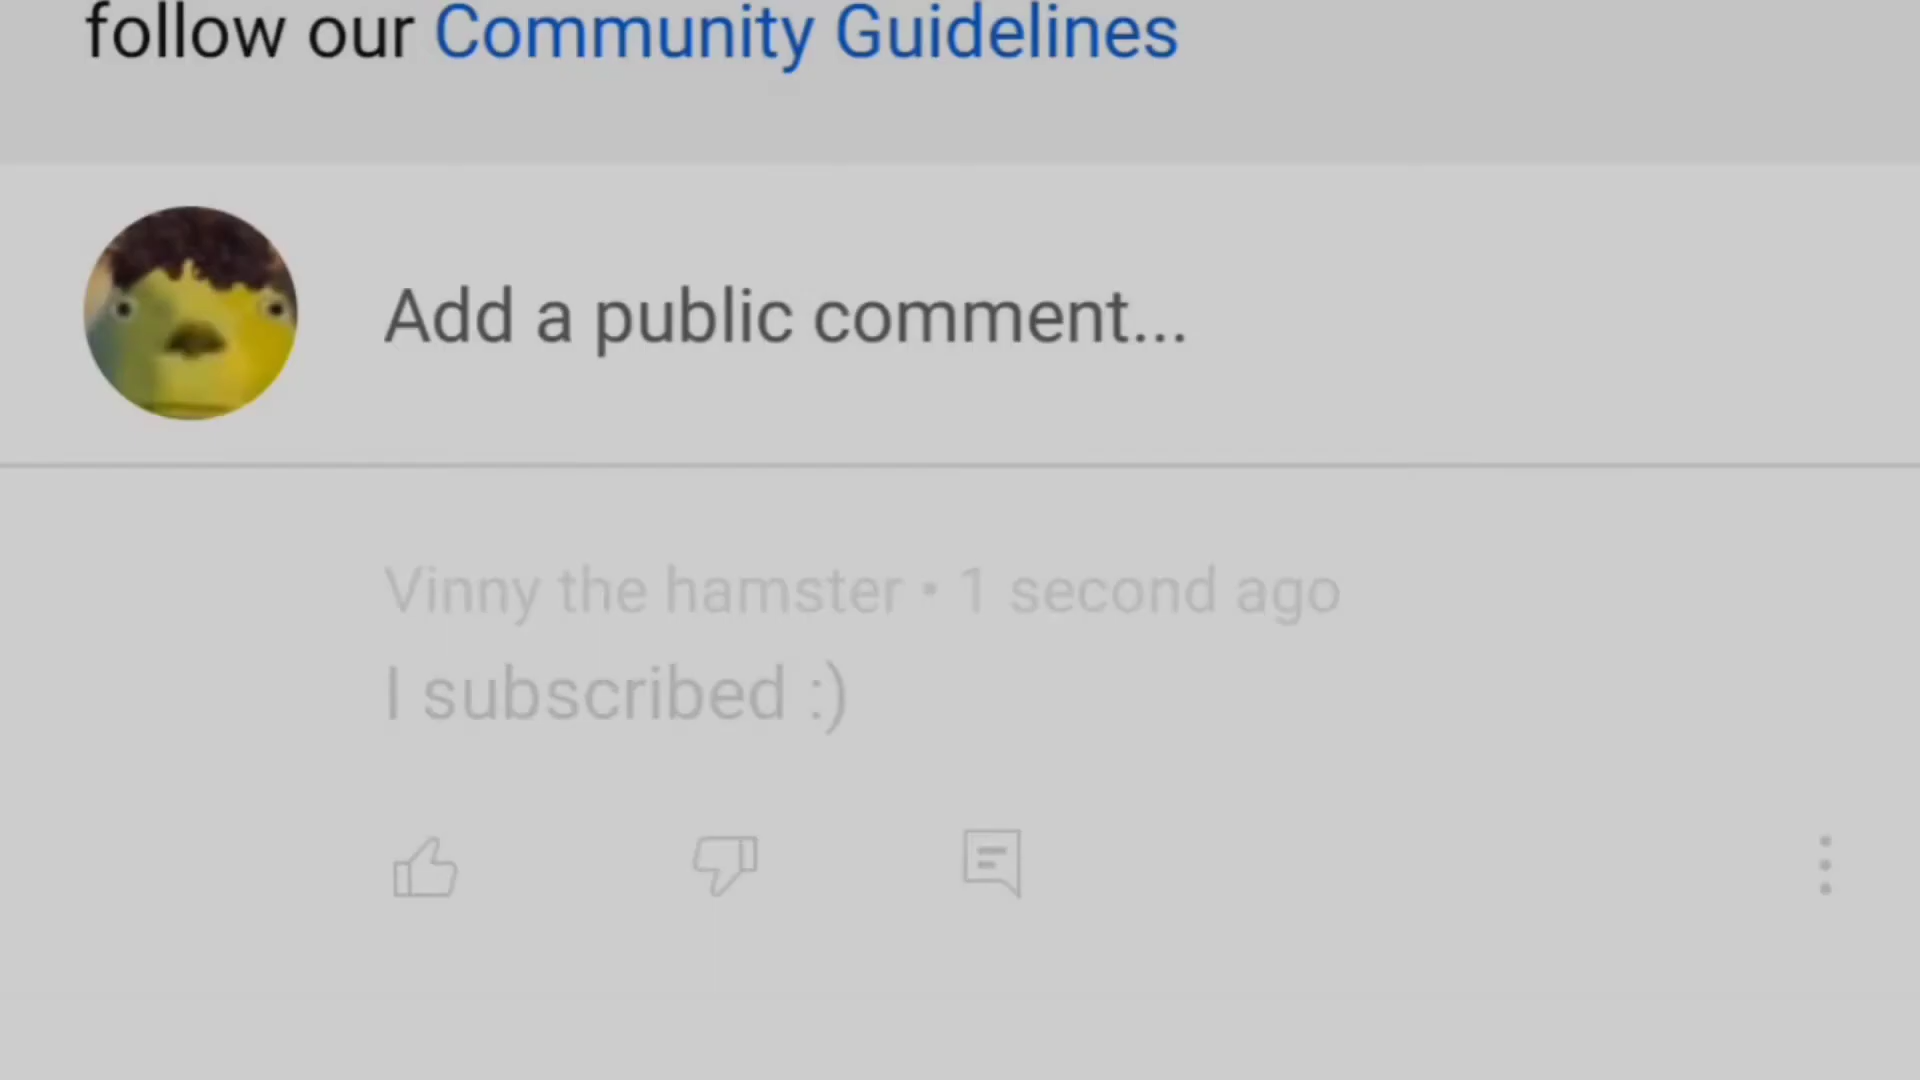 follow our Community Guidelines
Add a public comment...
Vinny the hamster • 1 second ago
I subscribed :)